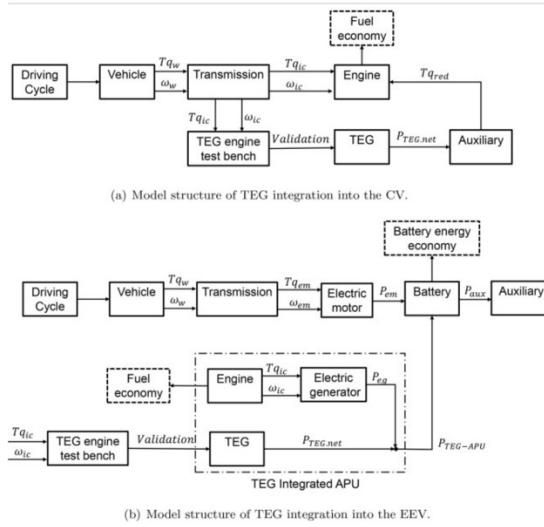 Fuel
economy
Driving
Cycle
Vehicle
Tq_w
ω_w
Transmission
Tq_ic
ω_ic
Engine
Tq_red
Tq_ic
ω_ic
TEG engine
test bench
Validation
TEG
P_TEG.net
Auxiliary
(a) Model structure of TEG integration into the CV.
Battery energy
economy
Driving
Cycle
Vehicle
Tq_w
ω_w
Transmission
Tq_em
ω_em
Electric
motor
P_em
Battery
P_aux
Auxiliary
Fuel
economy
Engine
Tq_ic
ω_ic
Electric
generator
P_eg
Tq_ic
ω_ic
TEG engine
test bench
Validation
TEG
P_TEG.net
P_TEG-APU
TEG Integrated APU
(b) Model structure of TEG integration into the EEV.